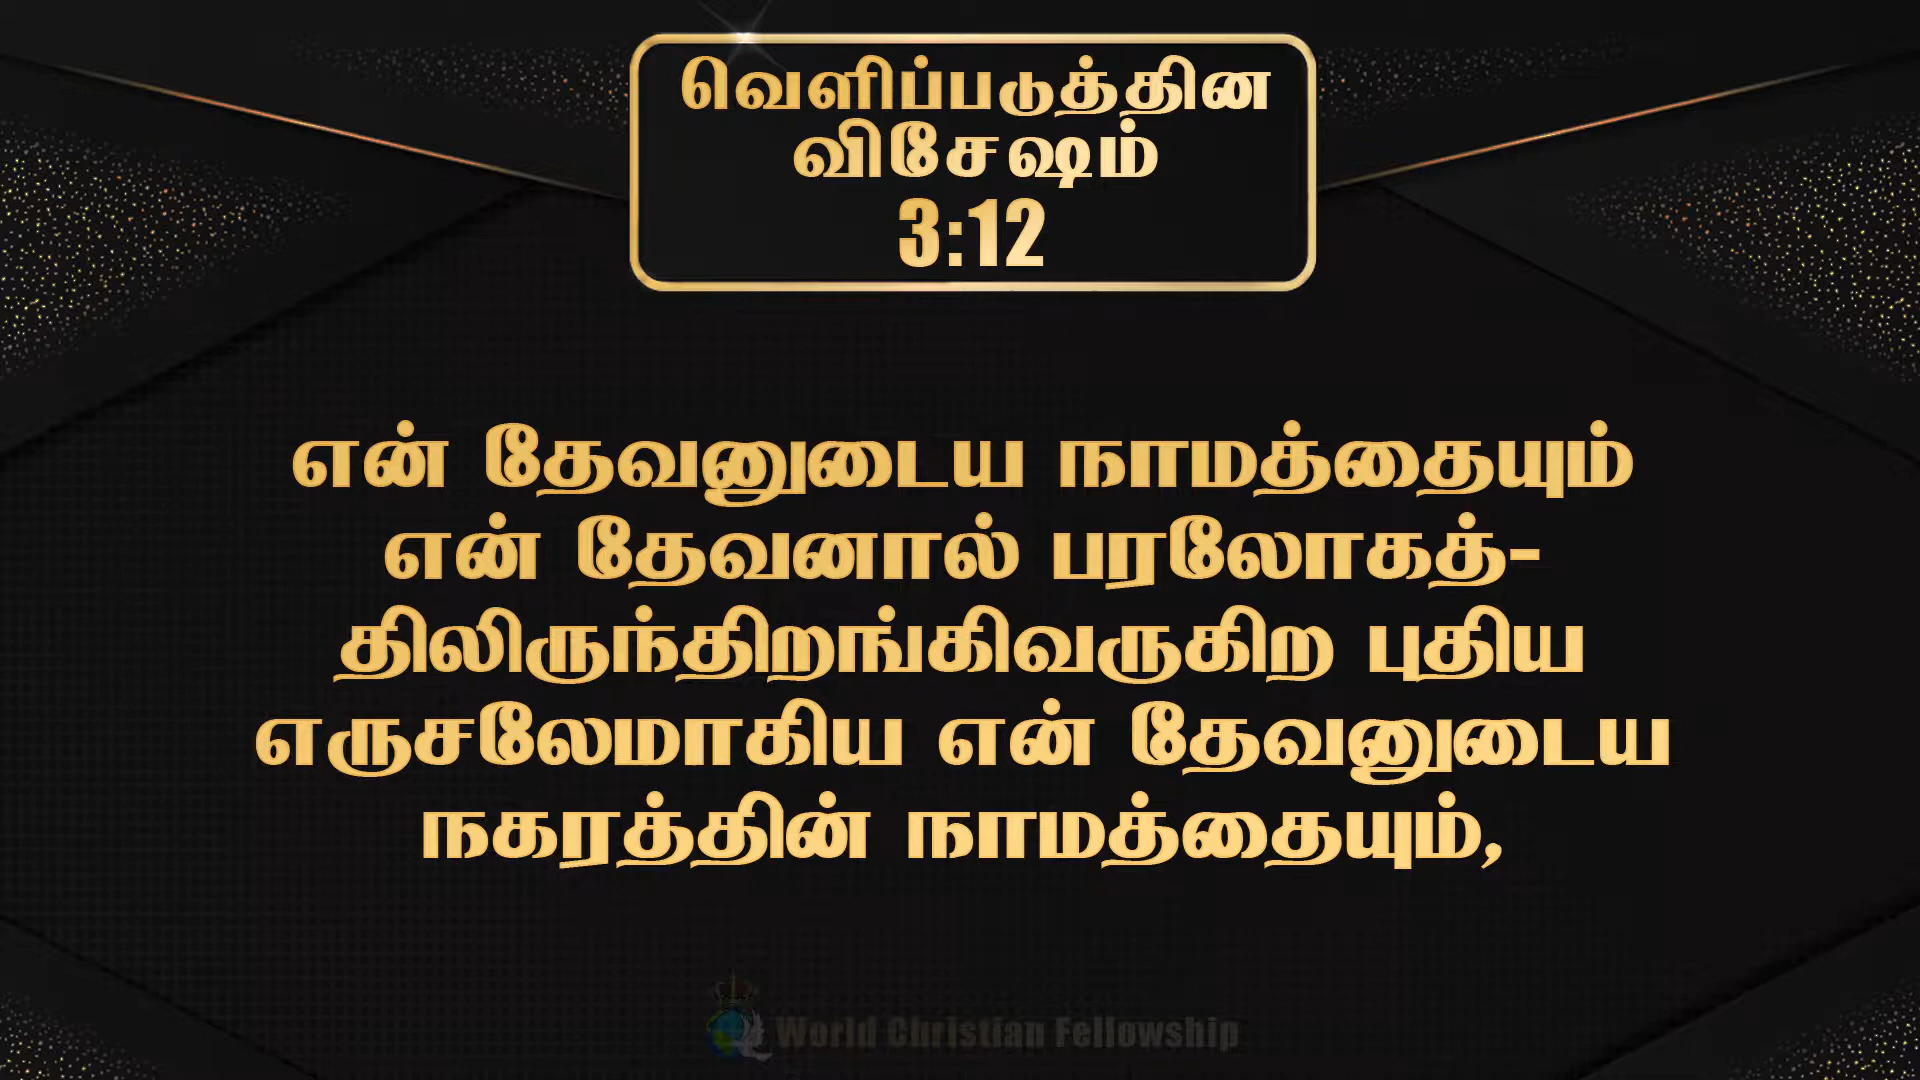 வெளிப்படுத்தின
விசேஷம்
3:12
என் தேவனுடைய நாமத்தையும்
என் தேவனால் பரலோகத்-
திலிருந்திறங்கிவருகிற புதிய
எருசலேமாகிய என் தேவனுடைய
நகரத்தின் நாமத்தையும்,
World Christian Fellowship